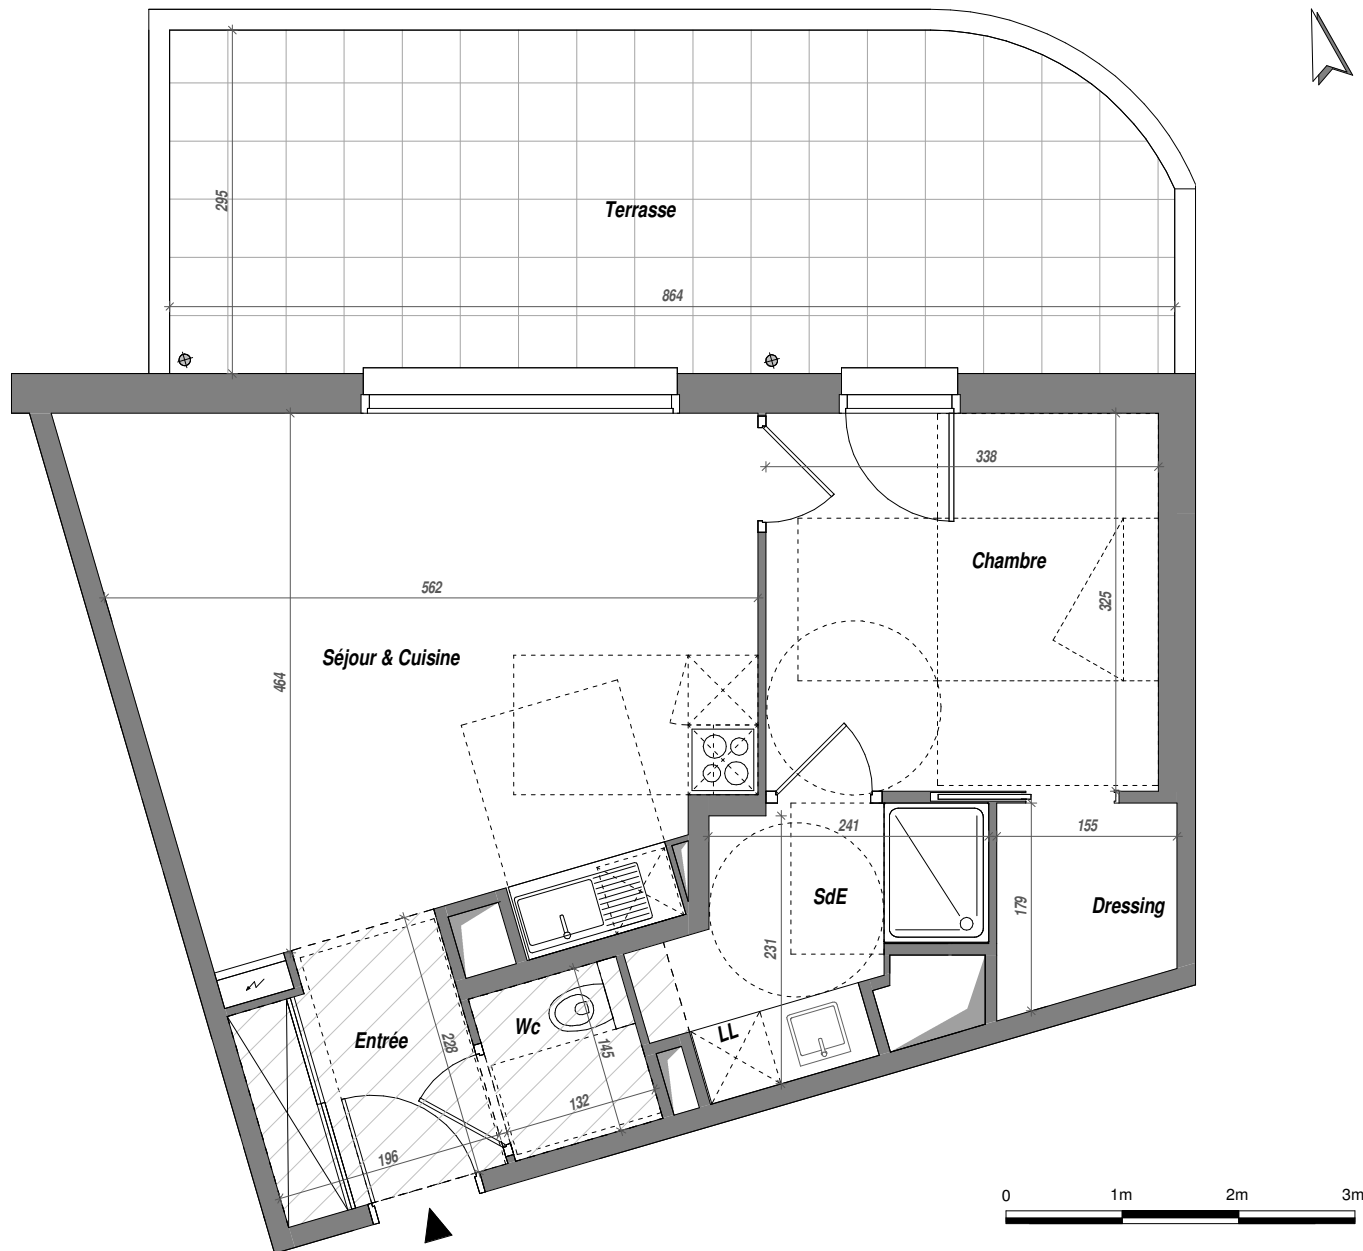 295
Terrasse
864
338
Chambre
325
562
Séjour & Cuisine
464
241
155
SdE
Dressing
179
231
Wc
LL
Entrée
228
145
132
196
0 1m 2m 3m